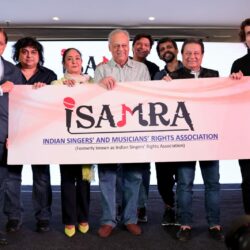 iSAMRA
INDIAN SINGERS' AND MUSICIANS' RIGHTS ASSOCIATION
(Formerly known as Indian Singers' Rights Association)